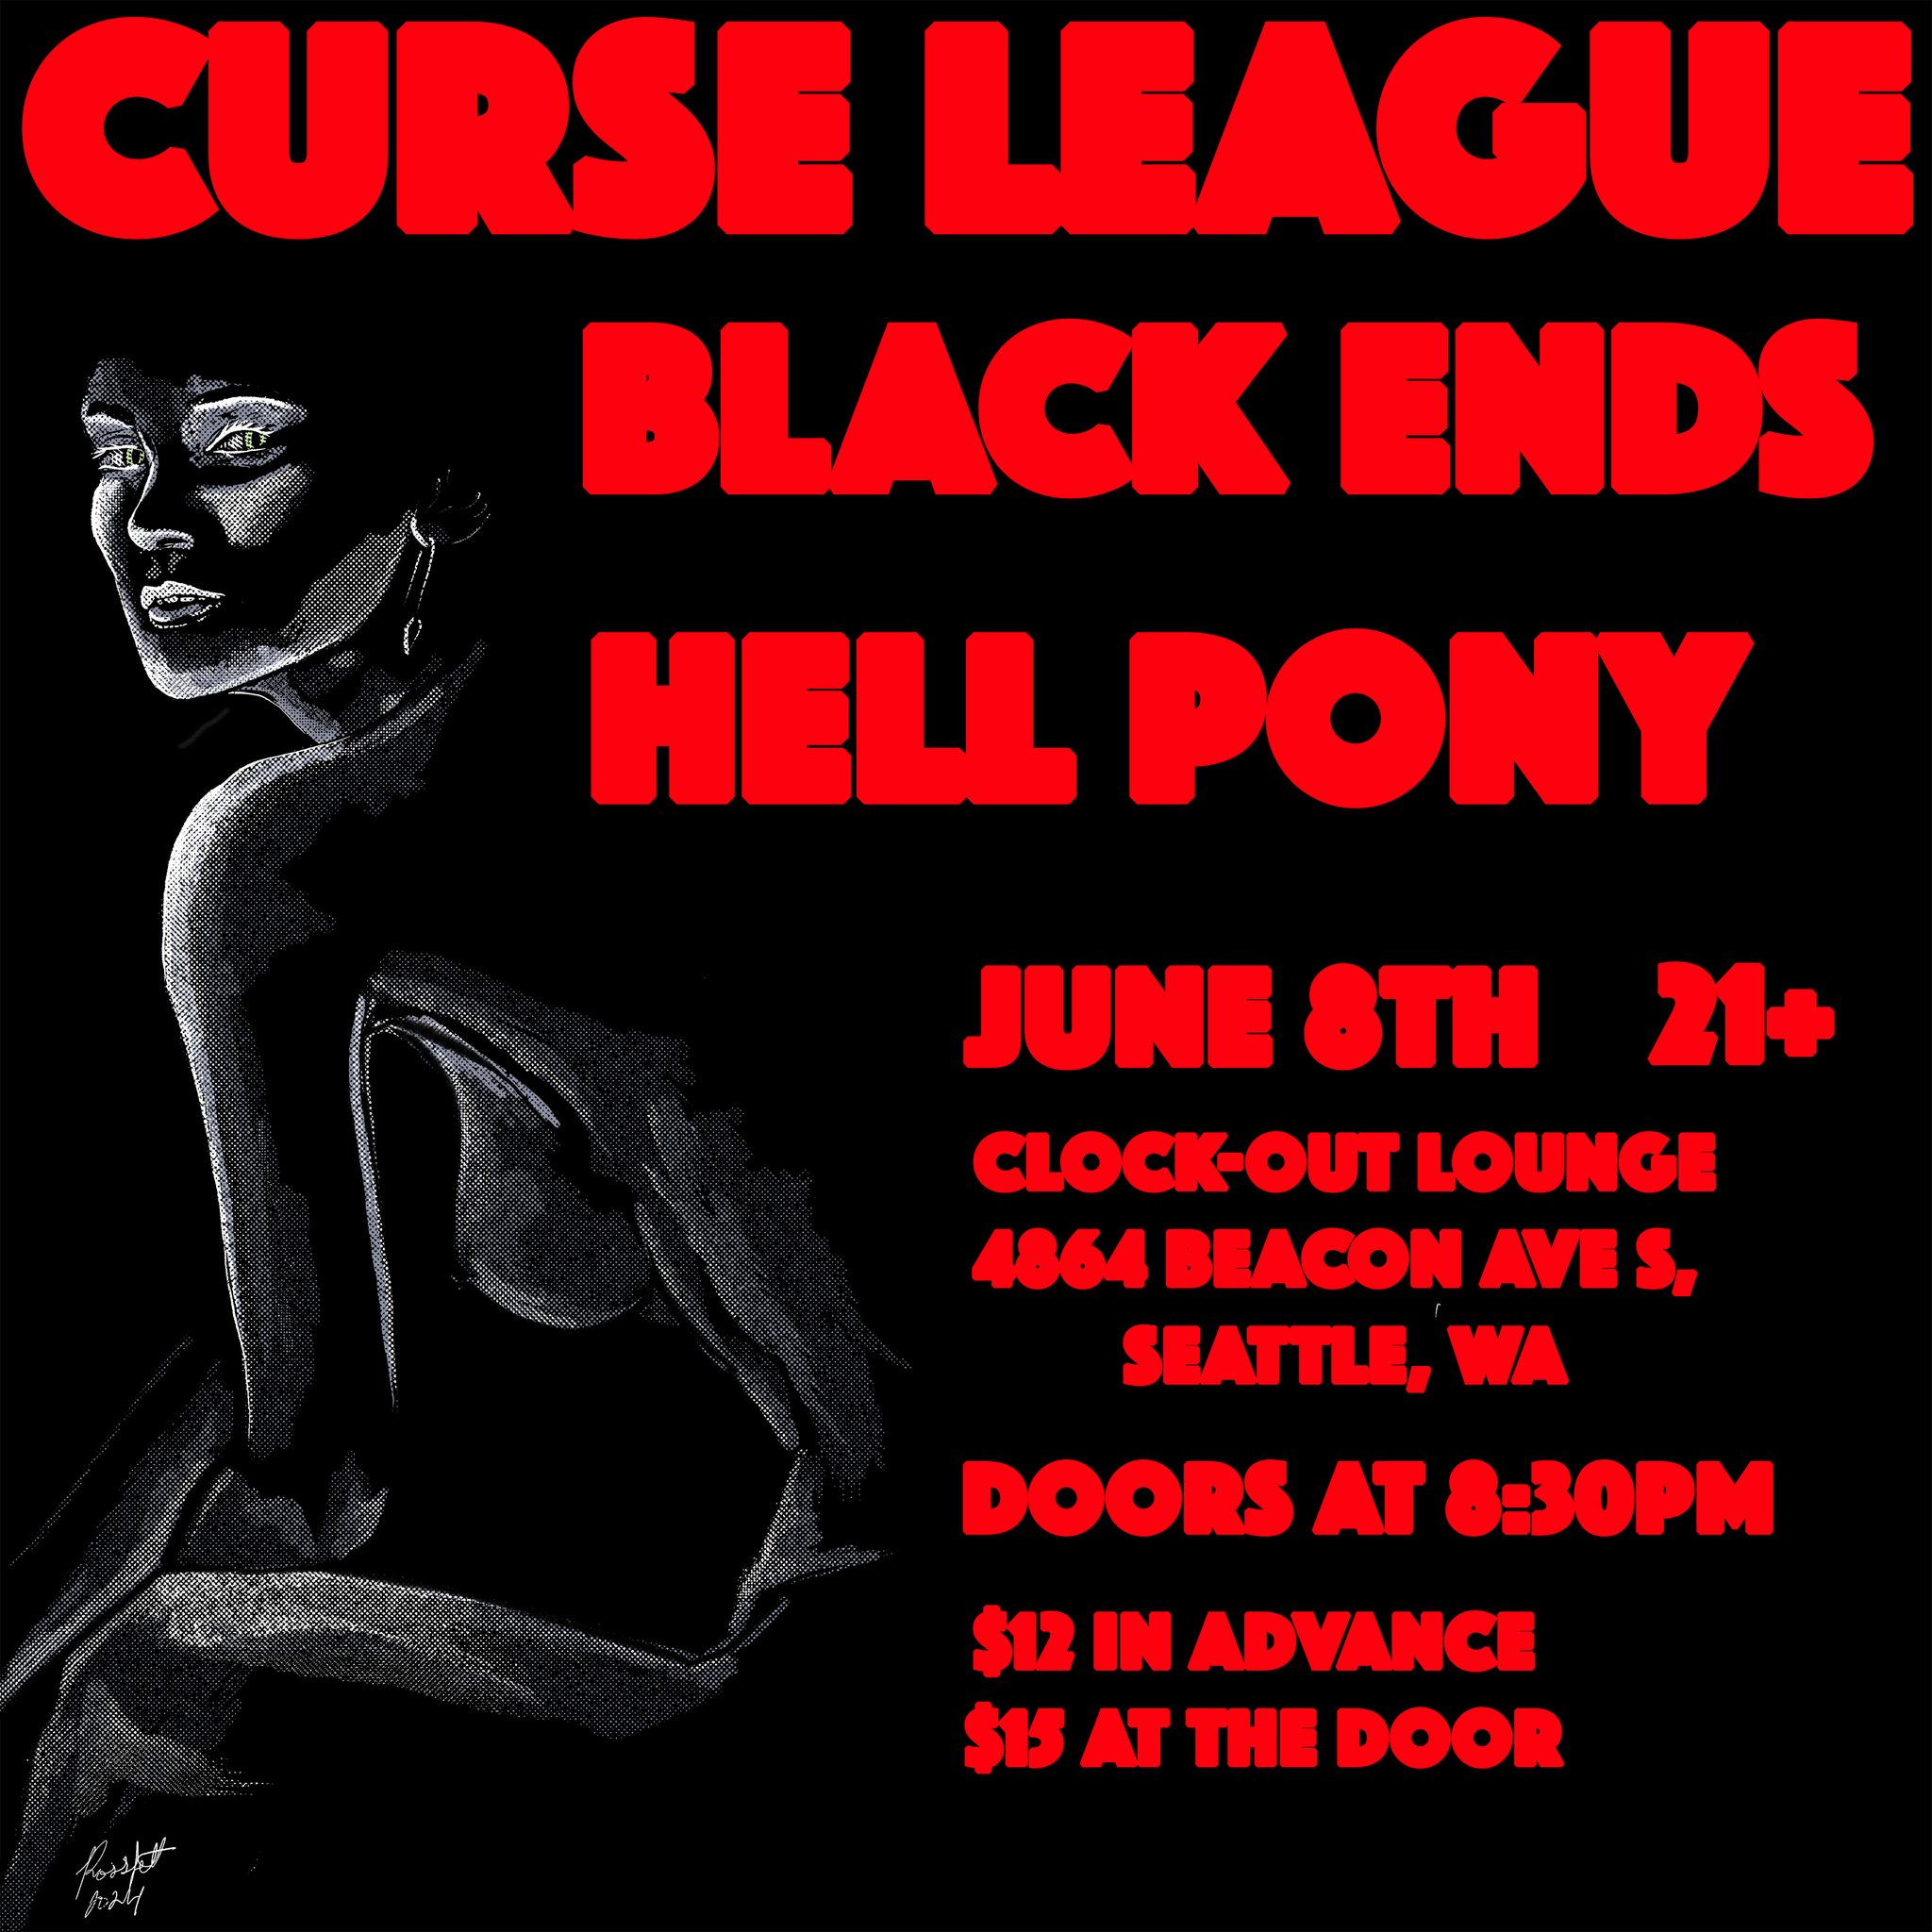 CURSE LEAGUE
BLACK ENDS
HELL PONY
JUNE 8TH 21+
CLOCK-OUT LOUNGE
4864 BEACON AVE S,
SEATTLE, WA
DOORS AT 8:30PM
$12 IN ADVANCE
$15 AT THE DOOR
2024